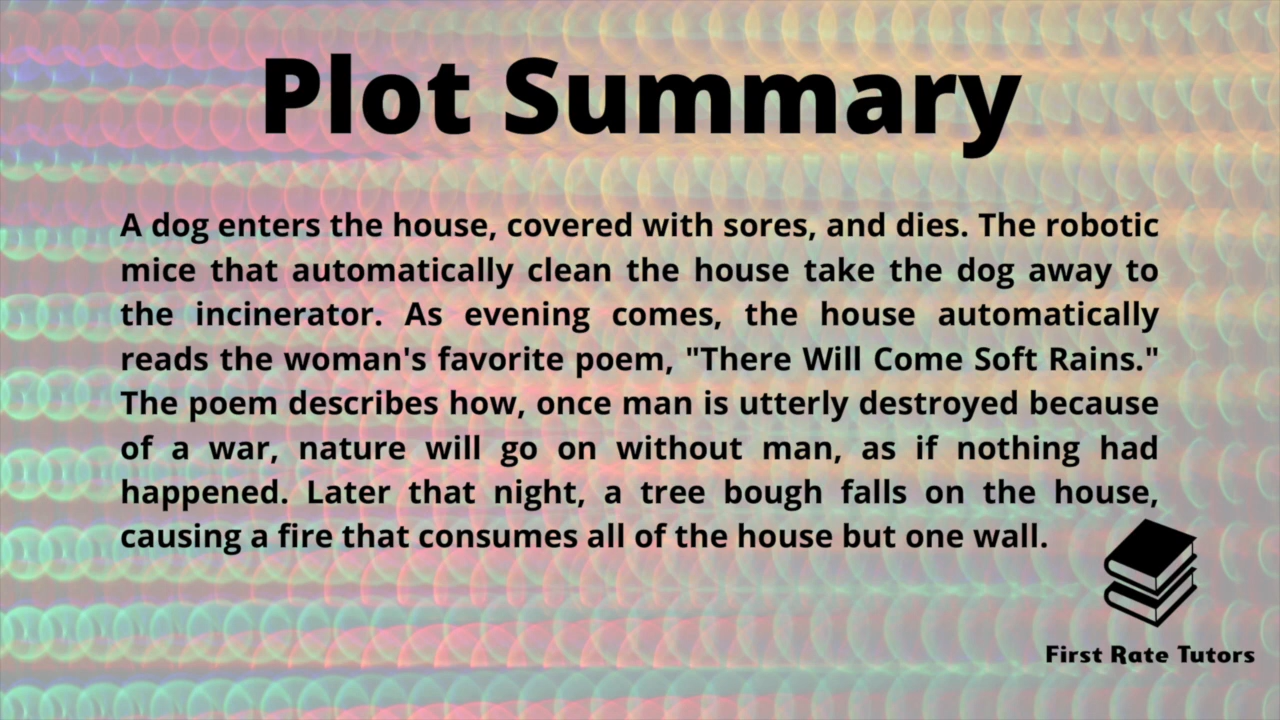 Plot Summary
A dog enters the house, covered with sores, and dies. The robotic
mice that automatically clean the house take the dog away to
the incinerator. As evening comes, the house automatically
reads the woman's favorite poem, "There Will Come Soft Rains."
The poem describes how, once man is utterly destroyed because
of a war, nature will go on without man, as if nothing had
happened. Later that night, a tree bough falls on the house,
causing a fire that consumes all of the house but one wall.
First Rate Tutors